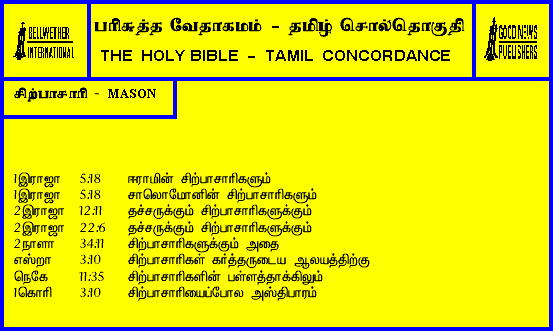 BELLWETHER
INTERNATIONAL
பரிசுத்த வேதாகமம் - தமிழ் சொல்தொகுதி
THE HOLY BIBLE - TAMIL CONCORDANCE
GOOD NEWS
PUBLISHERS
சிற்பாசாரி - MASON
1இராஜா 5:18 ஈராமின் சிற்பாசாரிகளும்
1இராஜா 5:18 சாலொமோனின் சிற்பாசாரிகளும்
2இராஜா 12:11 தச்சருக்கும் சிற்பாசாரிகளுக்கும்
2இராஜா 22:6 தச்சருக்கும் சிற்பாசாரிகளுக்கும்
2நாளா 34:11 சிற்பாசாரிகளுக்கும் அதை
எஸ்றா 3:10 சிற்பாசாரிகள் கர்த்தருடைய ஆலயத்திற்கு
நெகே 11:35 சிற்பாசாரிகளின் பள்ளத்தாக்கிலும்
1கொரி 3:10 சிற்பாசாரியைப்போல அஸ்திபாரம்